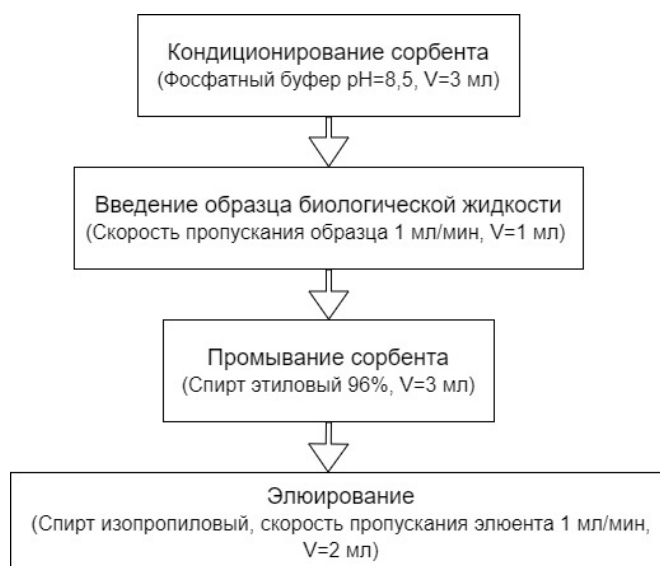 Кондиционирование сорбента
(Фосфатный буфер pH=8,5, V=3 мл)
Введение образца биологической жидкости
(Скорость пропускания образца 1 мл/мин, V=1 мл)
Промывание сорбента
(Спирт этиловый 96%, V=3 мл)
Элюирование
(Спирт изопропиловый, скорость пропускания элюента 1 мл/мин,
V=2 мл)